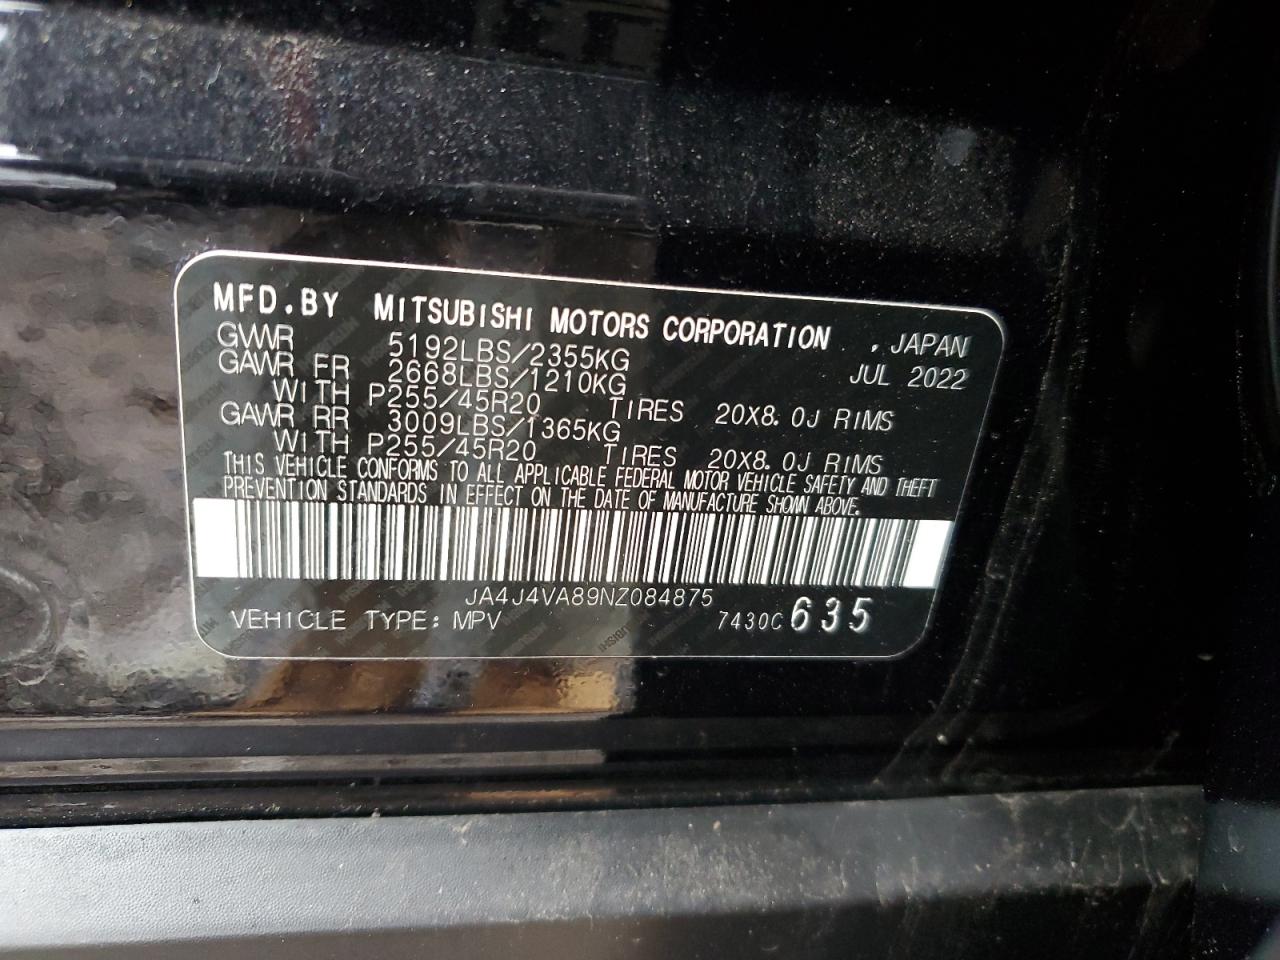 MFD.BY MITSUBISHI MOTORS CORPORATION , JAPAN
GVWR 5192LBS/2355KG JUL 2022
GAWR FR 2668LBS/1210KG
WITH P255/45R20 TIRES 20X8.0J RIMS
GAWR RR 3009LBS/1365KG
WITH P255/45R20 TIRES 20X8.0J RIMS
THIS VEHICLE CONFORMS TO ALL APPLICABLE FEDERAL MOTOR VEHICLE SAFETY AND THEFT
PREVENTION STANDARDS IN EFFECT ON THE DATE OF MANUFACTURE SHOWN ABOVE.
JA4J4VA89NZ084875
VEHICLE TYPE: MPV 7430C 635